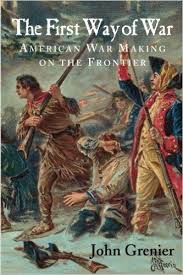 The First Way of War
AMERICAN WAR MAKING
ON THE FRONTIER
John Grenier